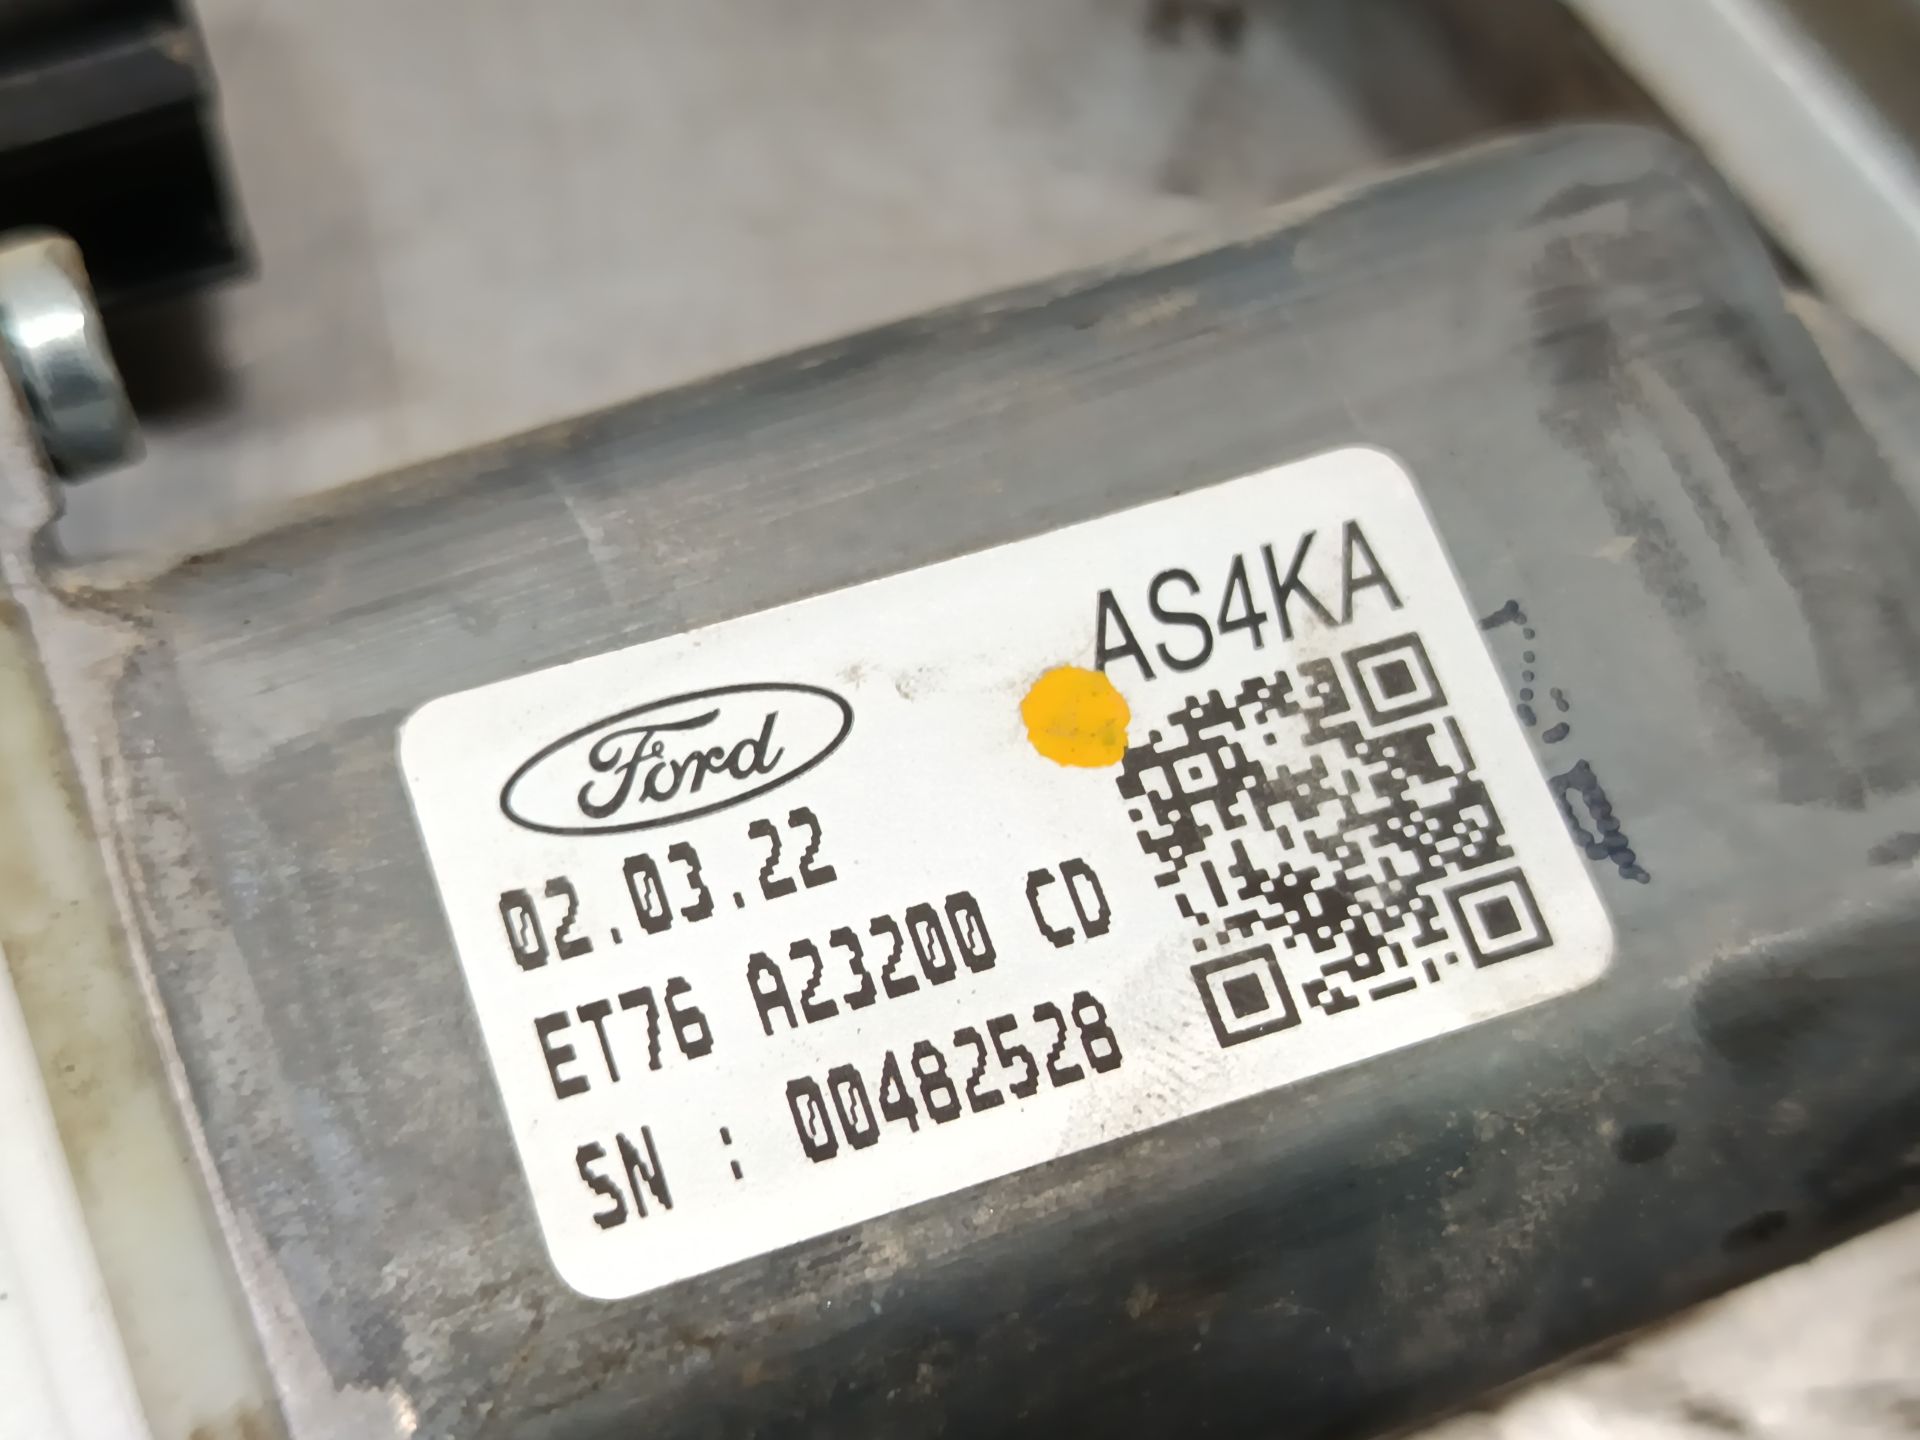 AS4KA
Ford
02.03.22
ET76 A23200 CD
SN : 00482528